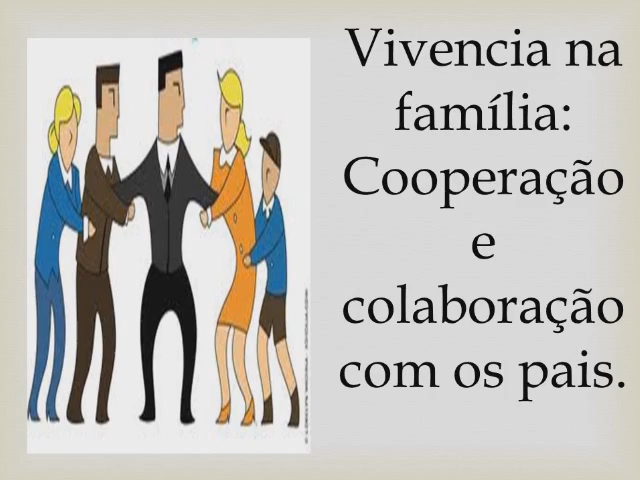 Vivencia na
família:
Cooperação
e
colaboração
com os pais.